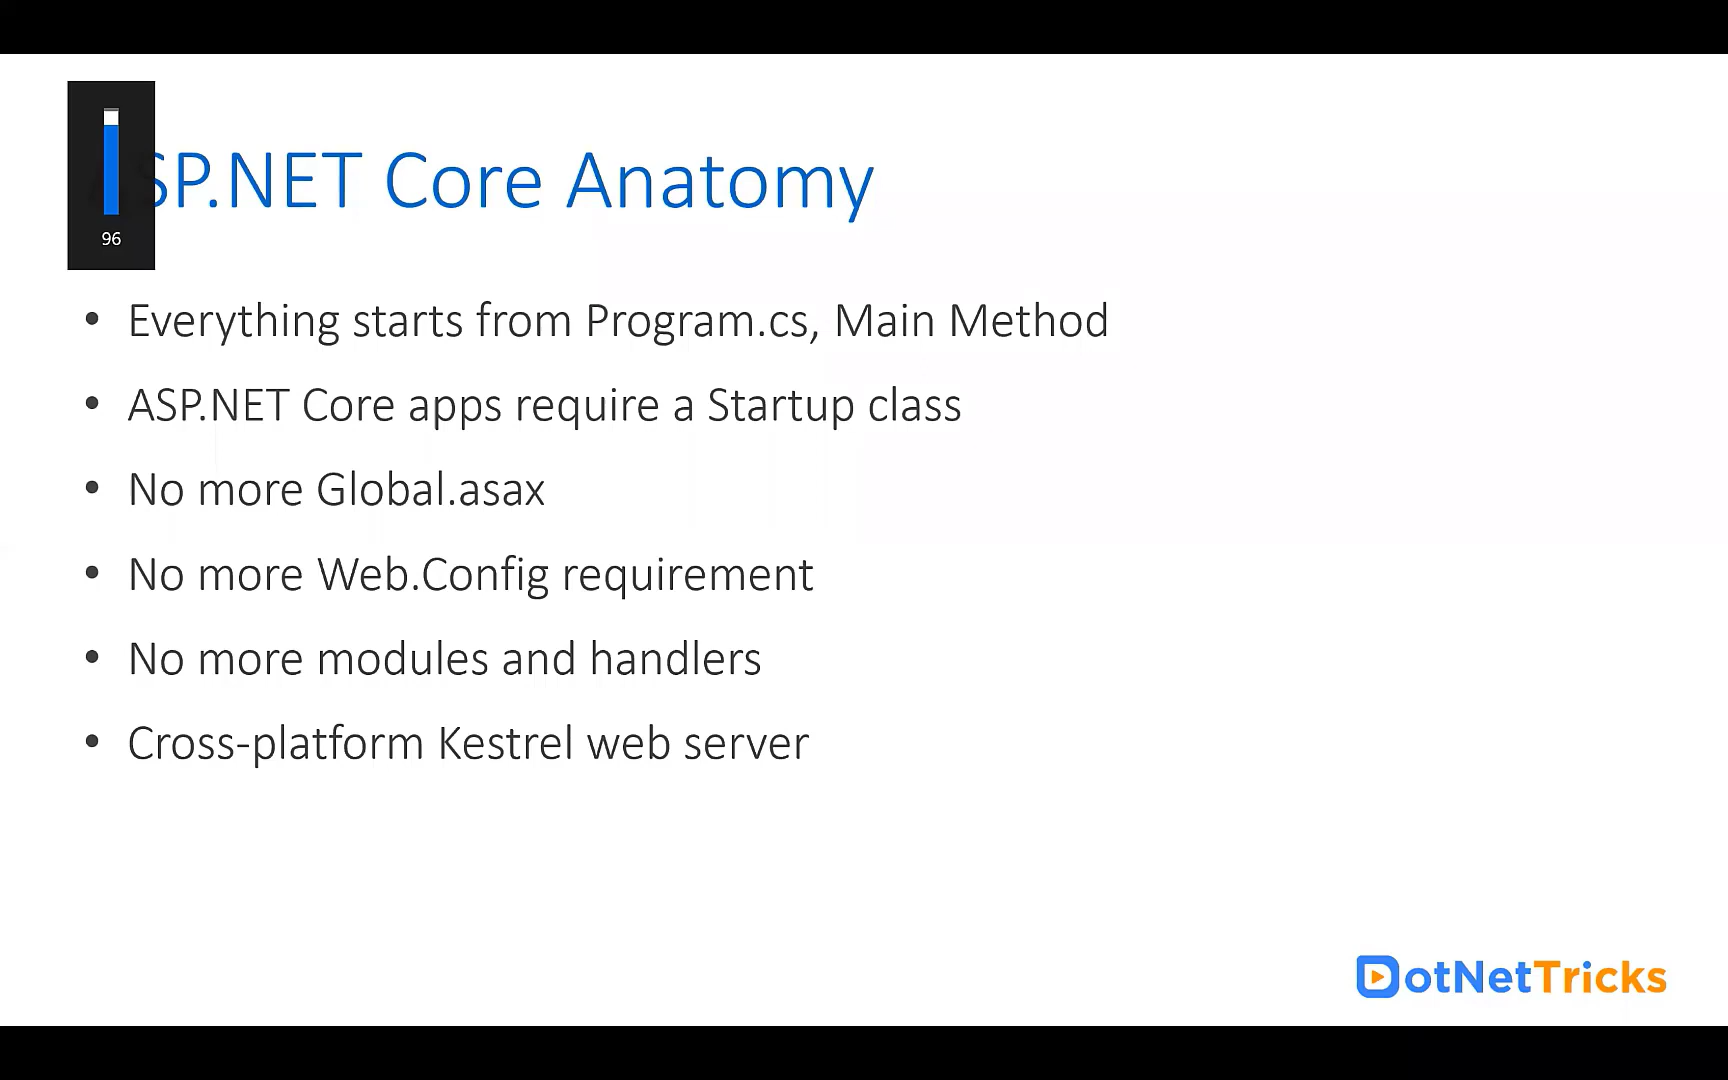 96
ASP.NET Core Anatomy
• Everything starts from Program.cs, Main Method
• ASP.NET Core apps require a Startup class
• No more Global.asax
• No more Web.Config requirement
• No more modules and handlers
• Cross-platform Kestrel web server
DotNetTricks